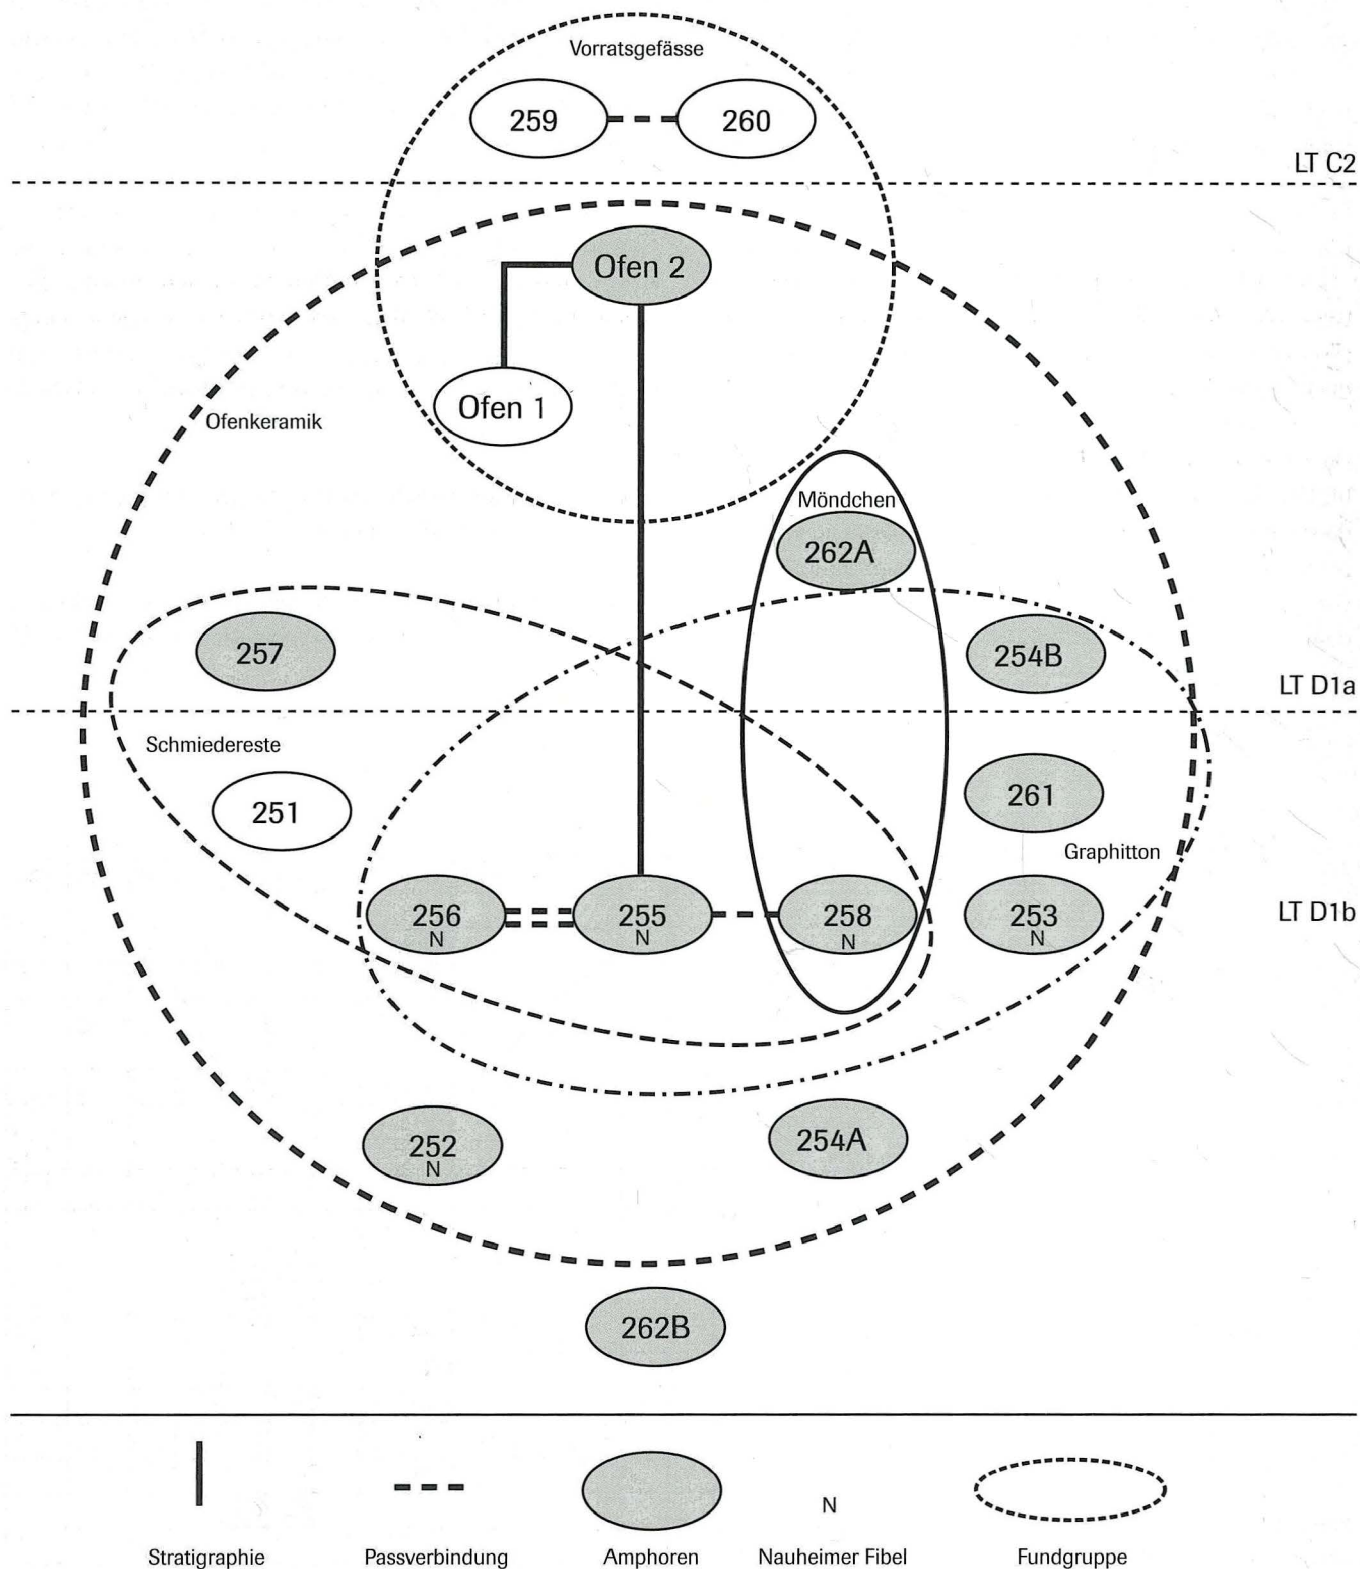 Vorratsgefässe
259
260
LT C2
Ofen 2
Ofen 1
Ofenkeramik
Möndchen
262A
257
254B
LT D1a
Schmiedereste
251
261
Graphitton
256
N
255
N
258
N
253
N
LT D1b
252
N
254A
262B
N
Stratigraphie
Passverbindung
Amphoren
Nauheimer Fibel
Fundgruppe